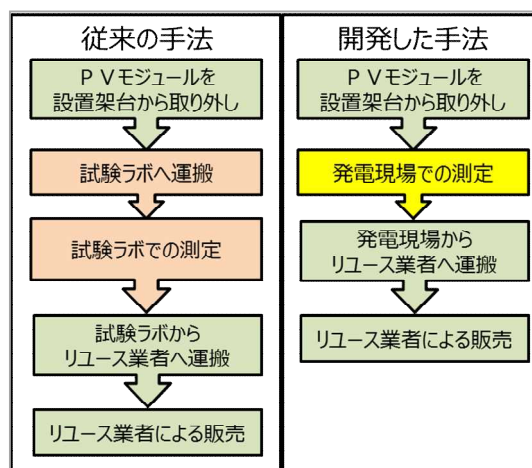 従来の手法
ＰＶモジュールを
設置架台から取り外し
試験ラボへ運搬
試験ラボでの測定
試験ラボから
リユース業者へ運搬
リユース業者による販売
開発した手法
ＰＶモジュールを
設置架台から取り外し
発電現場での測定
発電現場から
リユース業者へ運搬
リユース業者による販売